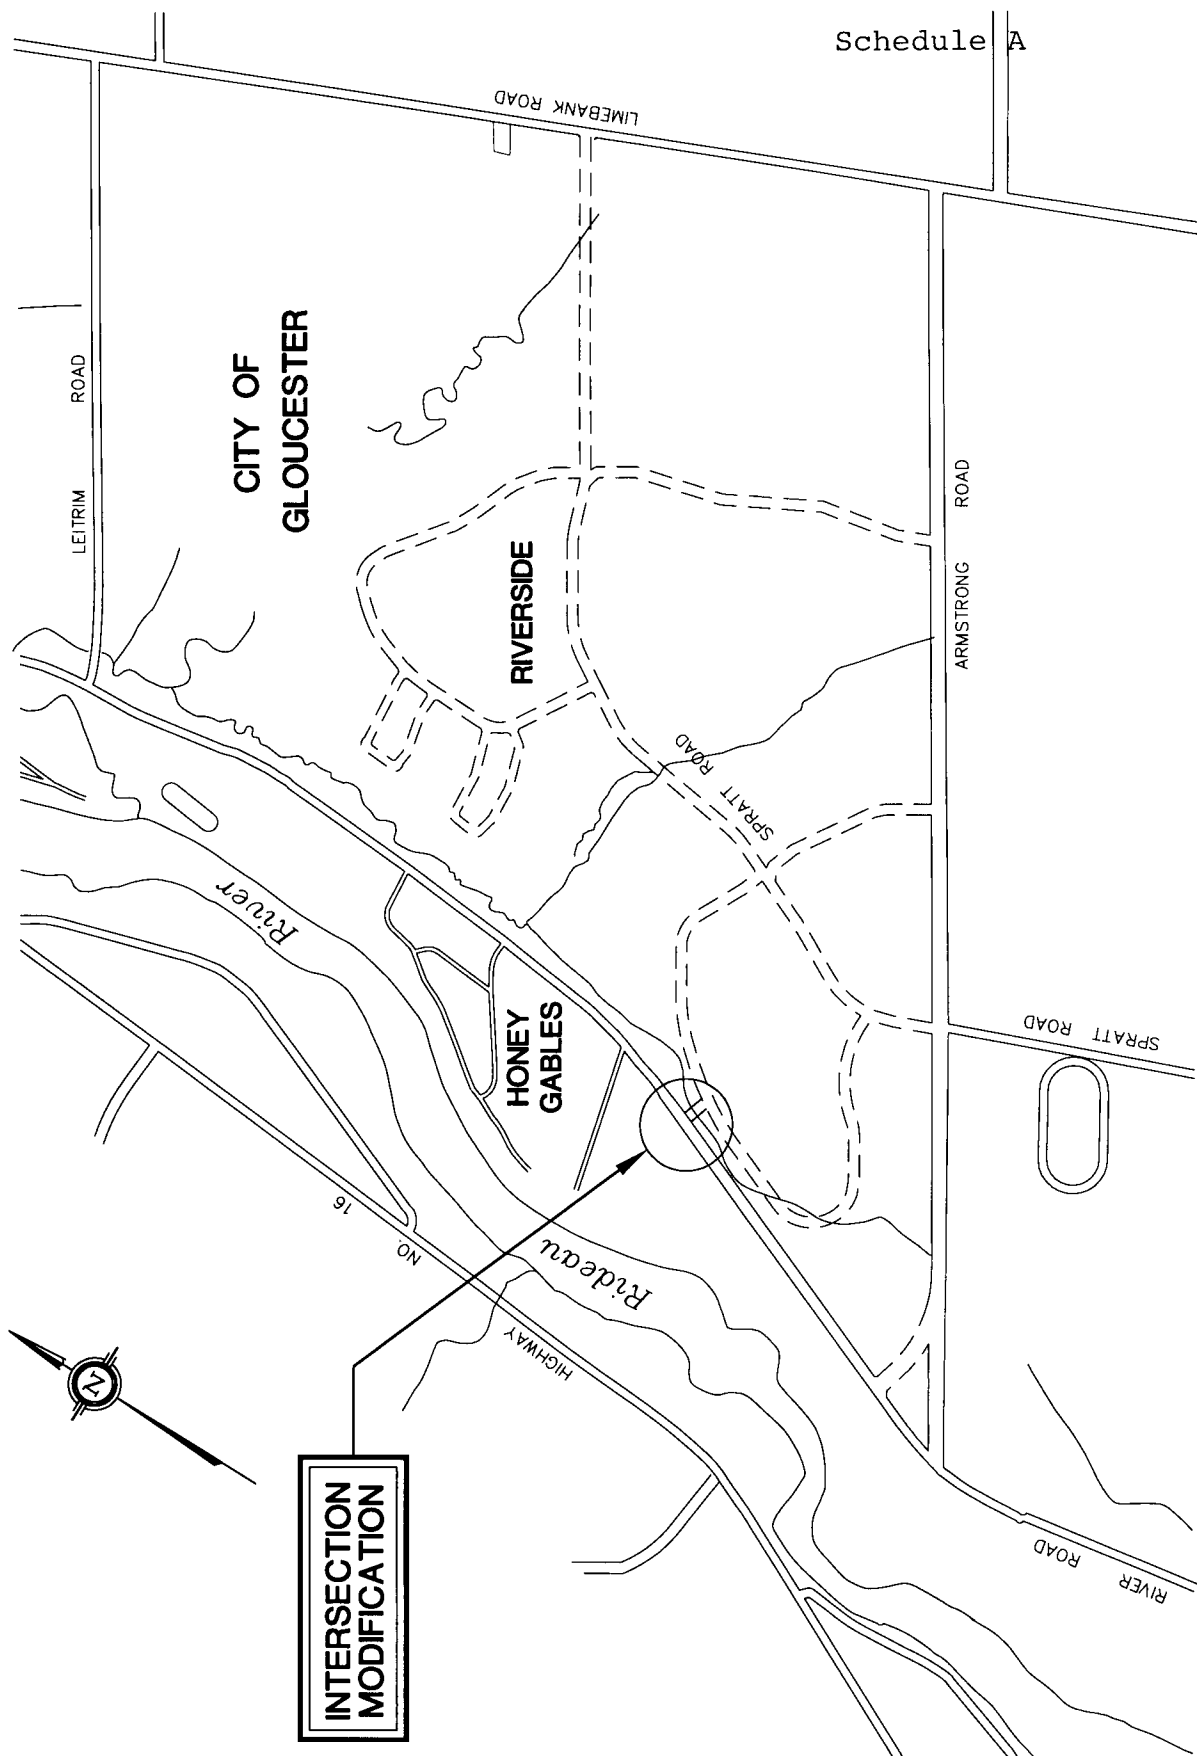 Schedule A
LIMEBANK ROAD
LEITRIM ROAD
CITY OF
GLOUCESTER
RIVERSIDE
ARMSTRONG ROAD
SPRATT ROAD
SPRATT ROAD
River
HONEY
GABLES
Rideau
HIGHWAY NO. 16
N
INTERSECTION
MODIFICATION
RIVER ROAD